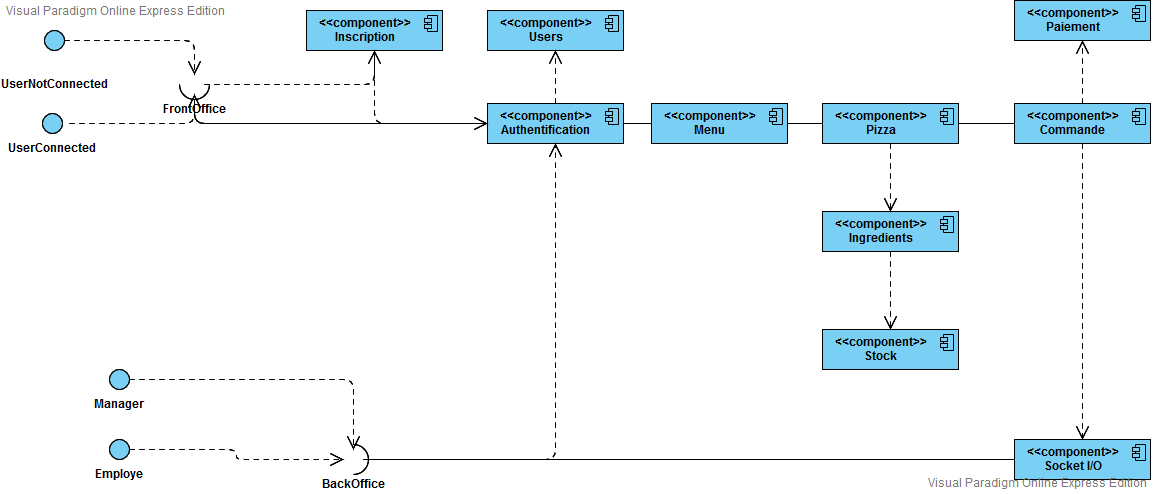 Visual Paradigm Online Express Edition
<<component>>
Inscription
<<component>>
Users
<<component>>
Paiement
UserNotConnected
FrontOffice
UserConnected
<<component>>
Authentification
<<component>>
Menu
<<component>>
Pizza
<<component>>
Commande
<<component>>
Ingredients
<<component>>
Stock
Manager
Employe
BackOffice
<<component>>
Socket I/O
Visual Paradigm Online Express Edition